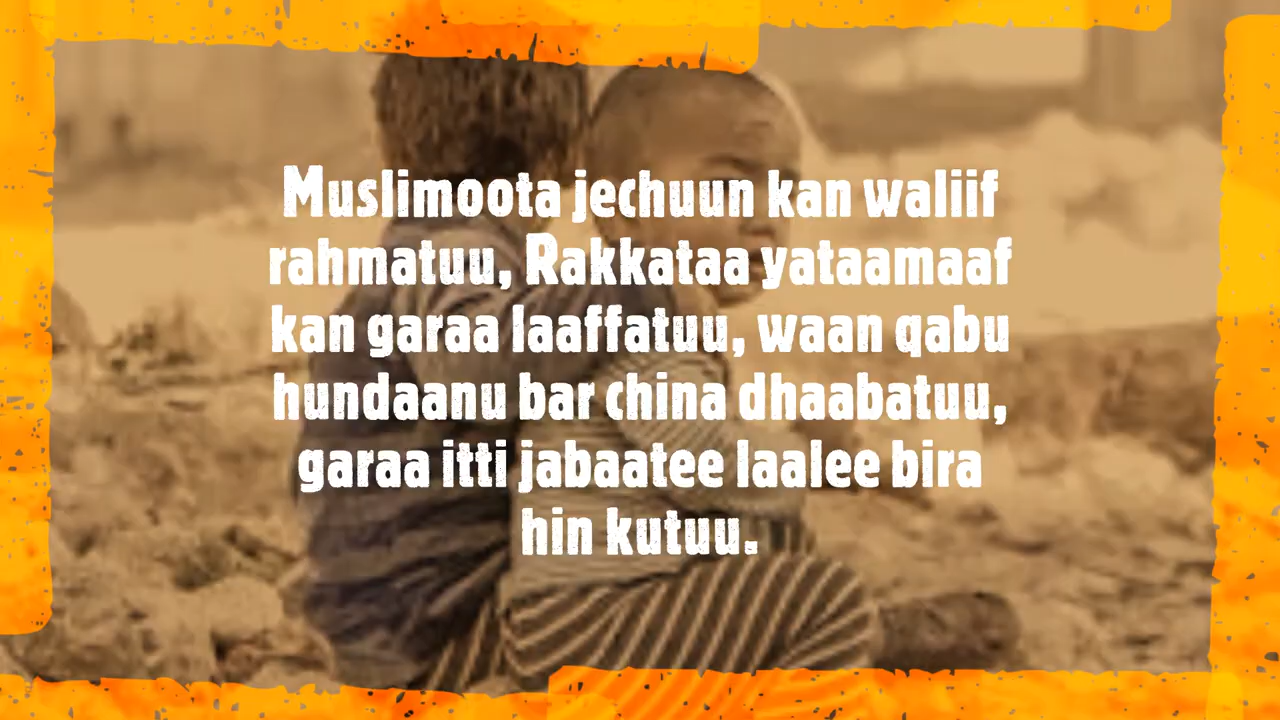 Muslimoota jechuun kan waliif
rahmatuu, Rakkataa yataamaaf
kan garaa laaffatuu, waan qabu
hundaanu bar china dhaabatuu,
garaa itti jabaatee laalee bira
hin kutuu.